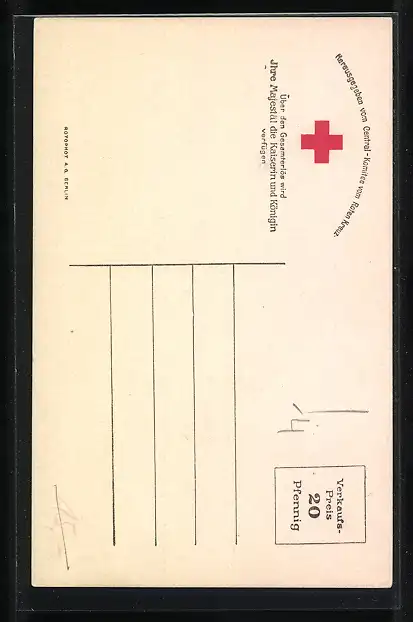 Herausgegeben vom Central-Komitee vom Roten Kreuz
Über den Gesamterlös wird
Ihre Majestät die Kaiserin und Königin
verfügen.
ROTOPHOT A.G. BERLIN
Verkaufs-
Preis
20
Pfennig